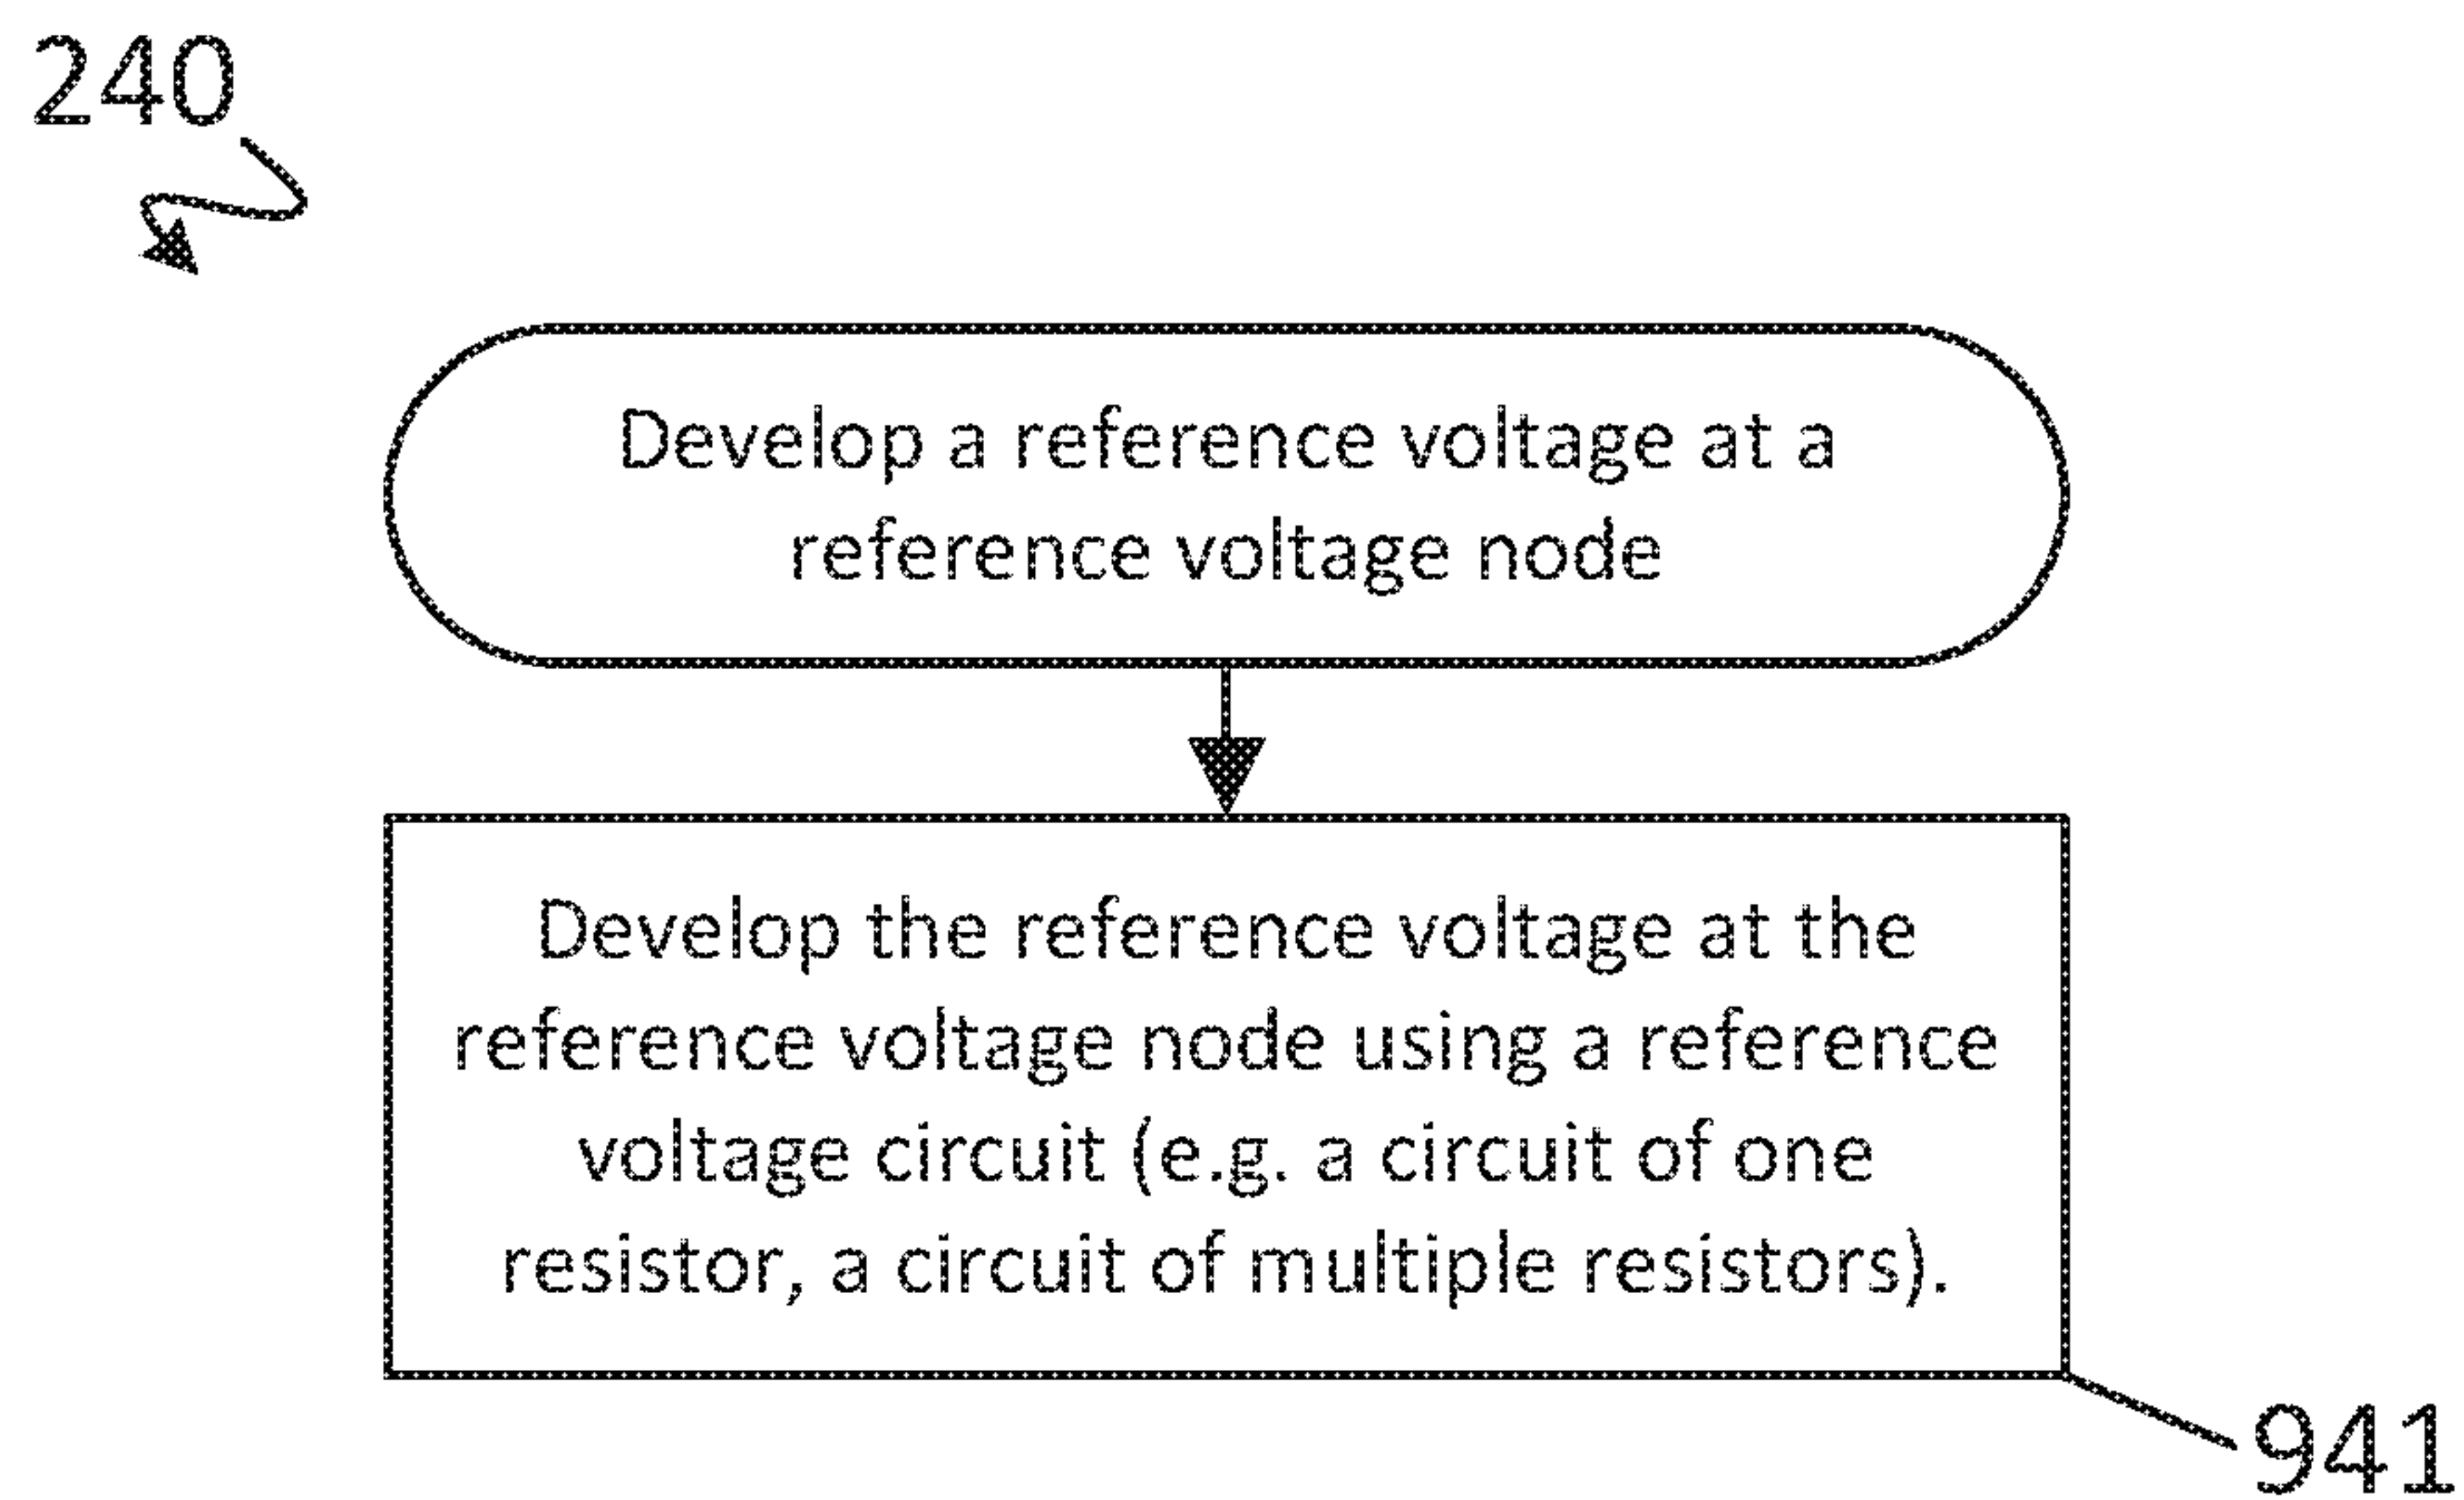 240
Develop a reference voltage at a
reference voltage node
Develop the reference voltage at the
reference voltage node using a reference
voltage circuit (e.g. a circuit of one
resistor, a circuit of multiple resistors).
941